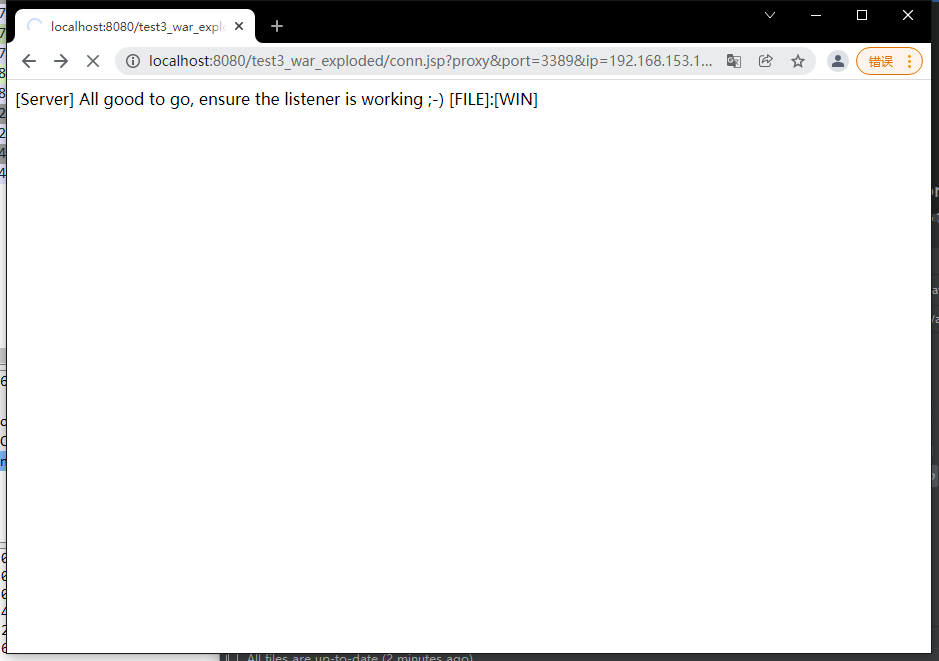 localhost:8080/test3_war_explo
localhost:8080/test3_war_exploded/conn.jsp?proxy&port=3389&ip=192.168.153.1...
错误
[Server] All good to go, ensure the listener is working ;-) [FILE]:[WIN]
All files are up-to-date (2 minutes ago)